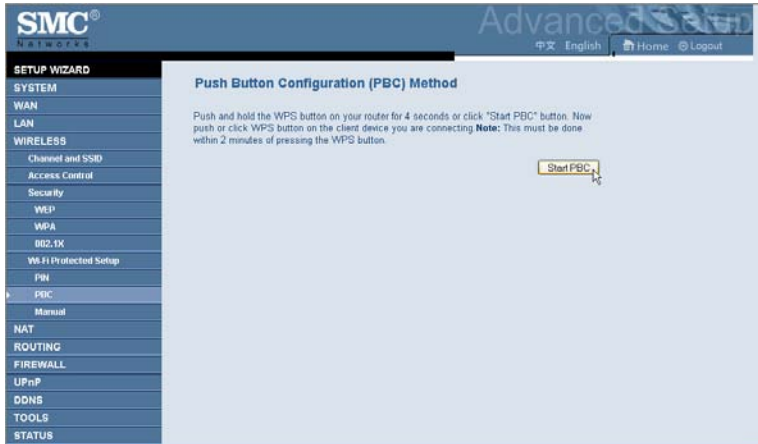 SMC®
Networks
Advanced Setup
中文 English Home Logout
SETUP WIZARD
SYSTEM
WAN
LAN
WIRELESS
Channel and SSID
Access Control
Security
WEP
WPA
802.1X
Wi-Fi Protected Setup
PIN
PBC
Manual
NAT
ROUTING
FIREWALL
UPnP
DDNS
TOOLS
STATUS
Push Button Configuration (PBC) Method
Push and hold the WPS button on your router for 4 seconds or click "Start PBC" button. Now
push or click WPS button on the client device you are connecting.Note: This must be done
within 2 minutes of pressing the WPS button.
Start PBC